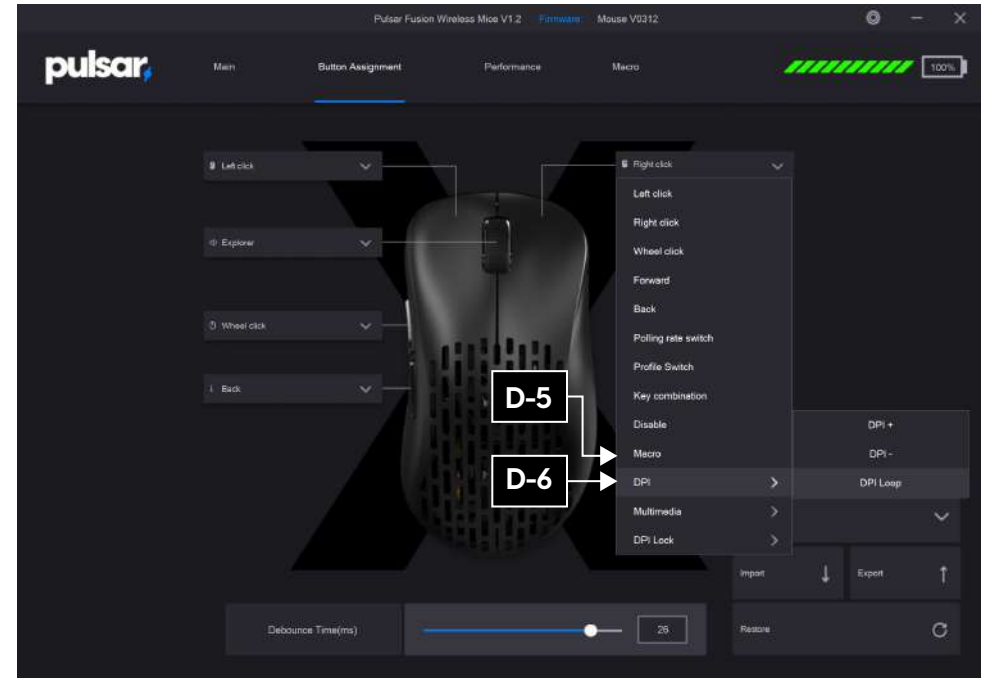 Pulsar Fusion Wireless Mice V1.2 Firmware: Mouse V0312
pulsar
Main Button Assignment Performance Macro 100%
Left click
Explorer
Wheel click
Back
Right click
Left click
Right click
Wheel click
Forward
Back
Polling rate switch
Profile Switch
Key combination
Disable
Macro
DPI
Multimedia
DPI Lock
D-5
D-6
DPI +
DPI -
DPI Loop
Import Export
Restore
Debounce Time(ms) 26